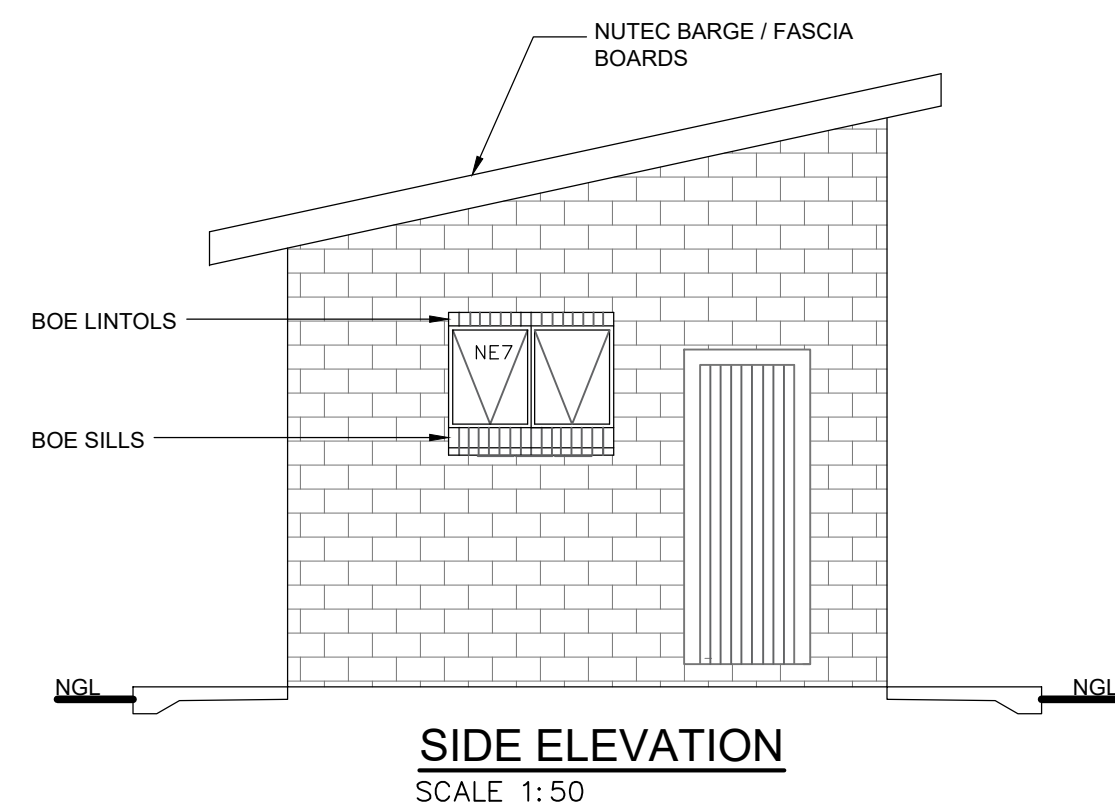 NUTEC BARGE / FASCIA
BOARDS
BOE LINTOLS
NE7
BOE SILLS
NGL
NGL
SIDE ELEVATION
SCALE 1:50